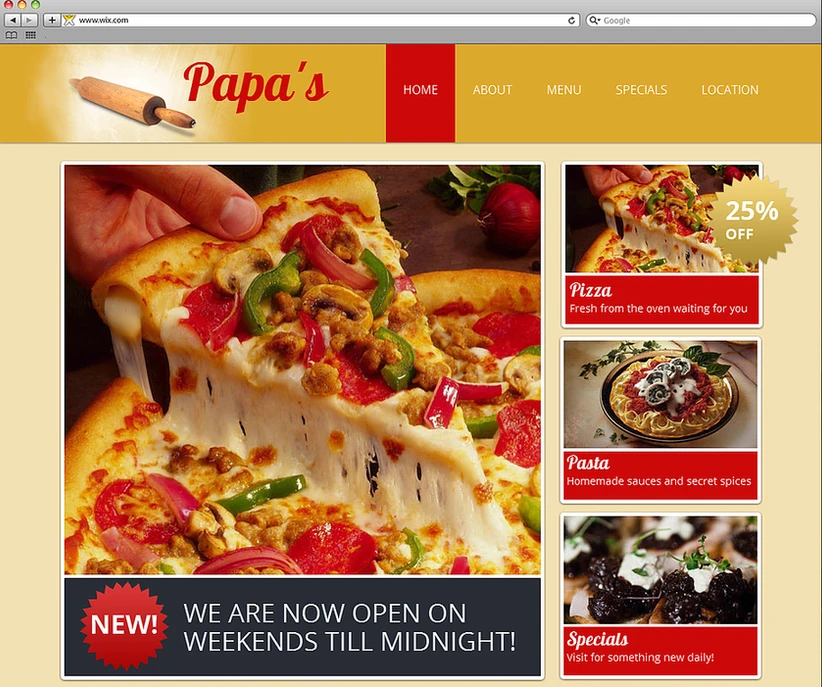 www.wix.com
Google
Papa's
HOME
ABOUT
MENU
SPECIALS
LOCATION
25%
OFF
Pizza
Fresh from the oven waiting for you
Pasta
Homemade sauces and secret spices
Specials
Visit for something new daily!
NEW!
WE ARE NOW OPEN ON
WEEKENDS TILL MIDNIGHT!